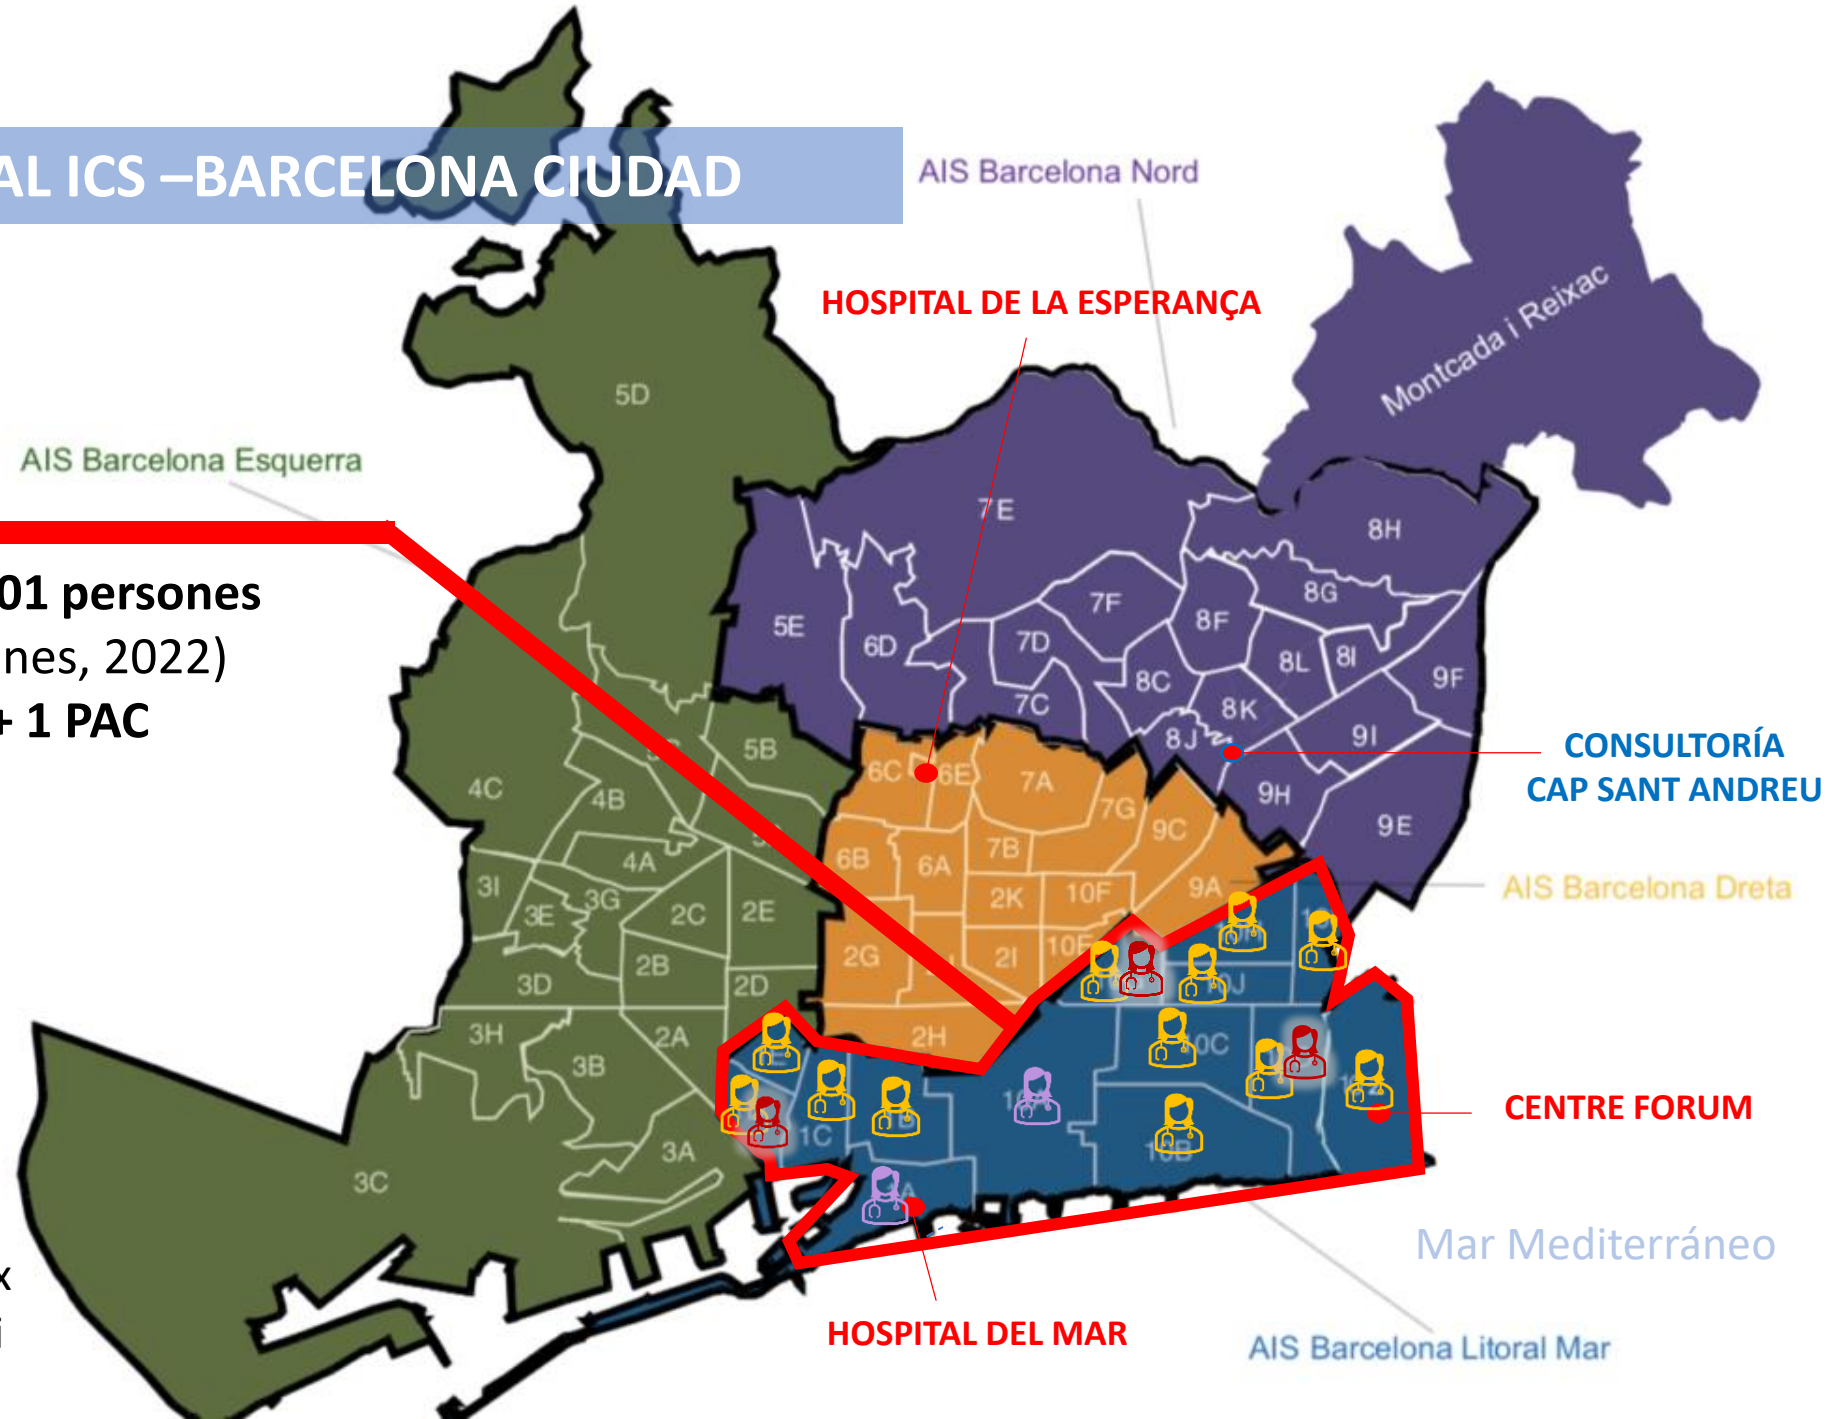 AL ICS –BARCELONA CIUDAD
AIS Barcelona Nord
HOSPITAL DE LA ESPERANÇA
Montcada i Reixac
AIS Barcelona Esquerra
01 persones
nes, 2022)
+ 1 PAC
5D
7E
8H
8G
7F
8F
5E
6D
7D
8L
8I
9F
8C
7C
8K
8J
9I
CONSULTORÍA
CAP SANT ANDREU
5B
4C
4B
6C
6E
7A
7G
9H
9E
9C
4A
6B
6A
7B
9A
AIS Barcelona Dreta
3I
3G
3E
2C
2E
2K
10F
2B
2G
2I
10E
3D
2D
10J
3H
2A
2H
10C
3B
CENTRE FORUM
1C
10B
3A
3C
1A
Mar Mediterráneo
x
i
HOSPITAL DEL MAR
AIS Barcelona Litoral Mar